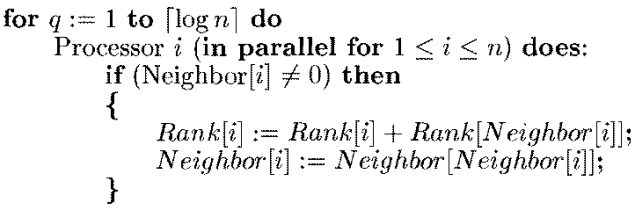 for q := 1 to ⌈log n⌉ do
Processor i (in parallel for 1 ≤ i ≤ n) does:
if (Neighbor[i] ≠ 0) then
{
Rank[i] := Rank[i] + Rank[Neighbor[i]];
Neighbor[i] := Neighbor[Neighbor[i]];
}